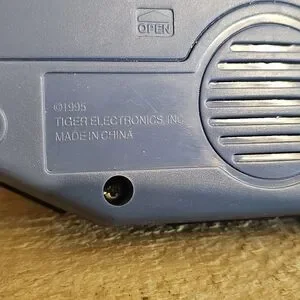 OPEN
©1995
TIGER ELECTRONICS, INC.
MADE IN CHINA